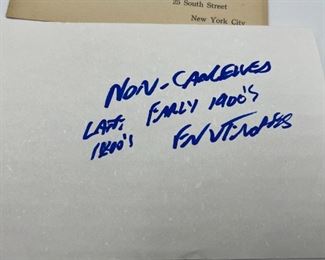 25 South Street
New York City
NON-CANCELLED
LATE EARLY 1900'S
1800'S ENVELOPES